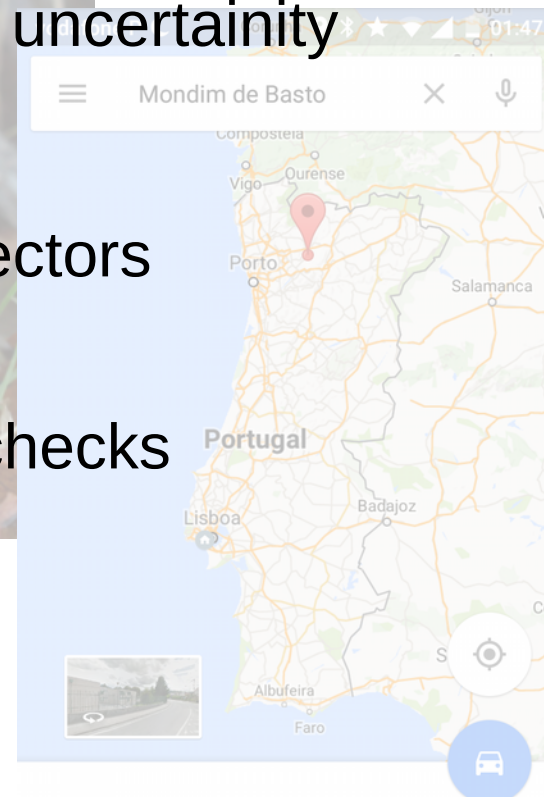 uncertainity
01:47
Mondim de Basto
Compostela
Ourense
Vigo
Porto
Salamanca
ectors
Portugal
checks
Badajoz
Lisboa
Albufeira
Faro